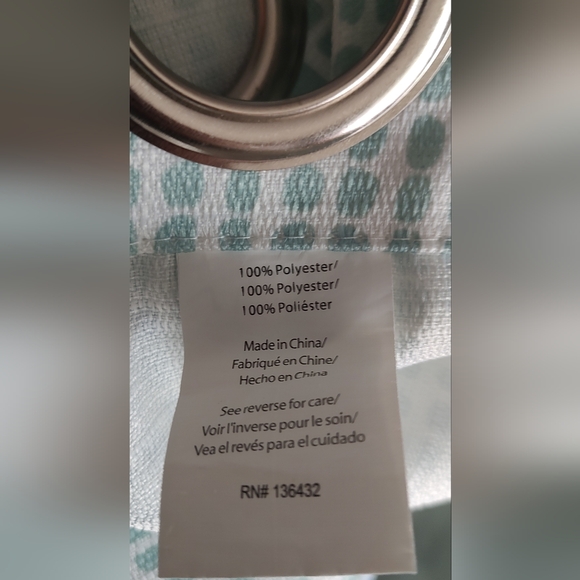 100% Polyester/
100% Polyester/
100% Poliéster
Made in China/
Fabriqué en Chine/
Hecho en China
See reverse for care/
Voir l'inverse pour le soin/
Vea el revés para el cuidado
RN# 136432